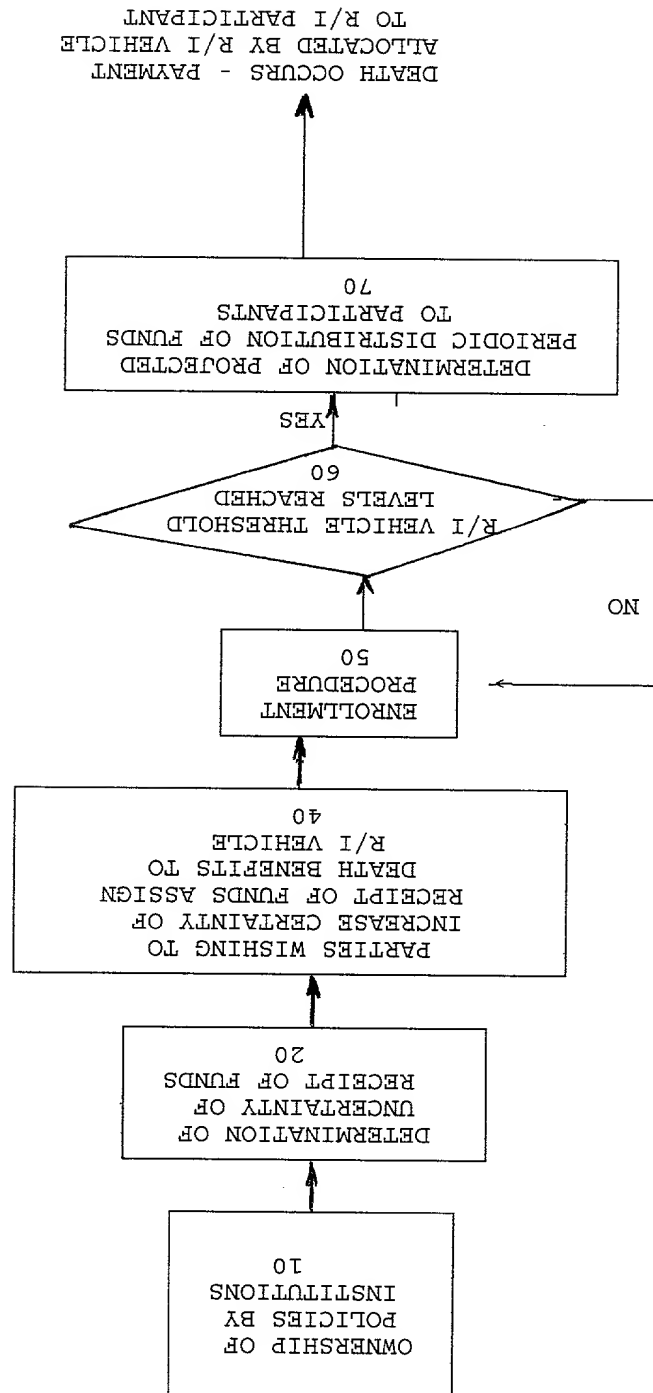 OWNERSHIP OF
POLICIES BY
INSTITUTIONS
10
DETERMINATION OF
UNCERTAINTY OF
RECEIPT OF FUNDS
20
PARTIES WISHING TO
INCREASE CERTAINTY OF
RECEIPT OF FUNDS ASSIGN
DEATH BENEFITS TO
R/I VEHICLE
40
ENROLLMENT
PROCEDURE
50
NO
R/I VEHICLE THRESHOLD
LEVELS REACHED
60
YES
DETERMINATION OF PROJECTED
PERIODIC DISTRIBUTION OF FUNDS
TO PARTICIPANTS
70
DEATH OCCURS - PAYMENT
ALLOCATED BY R/I VEHICLE
TO R/I PARTICIPANT